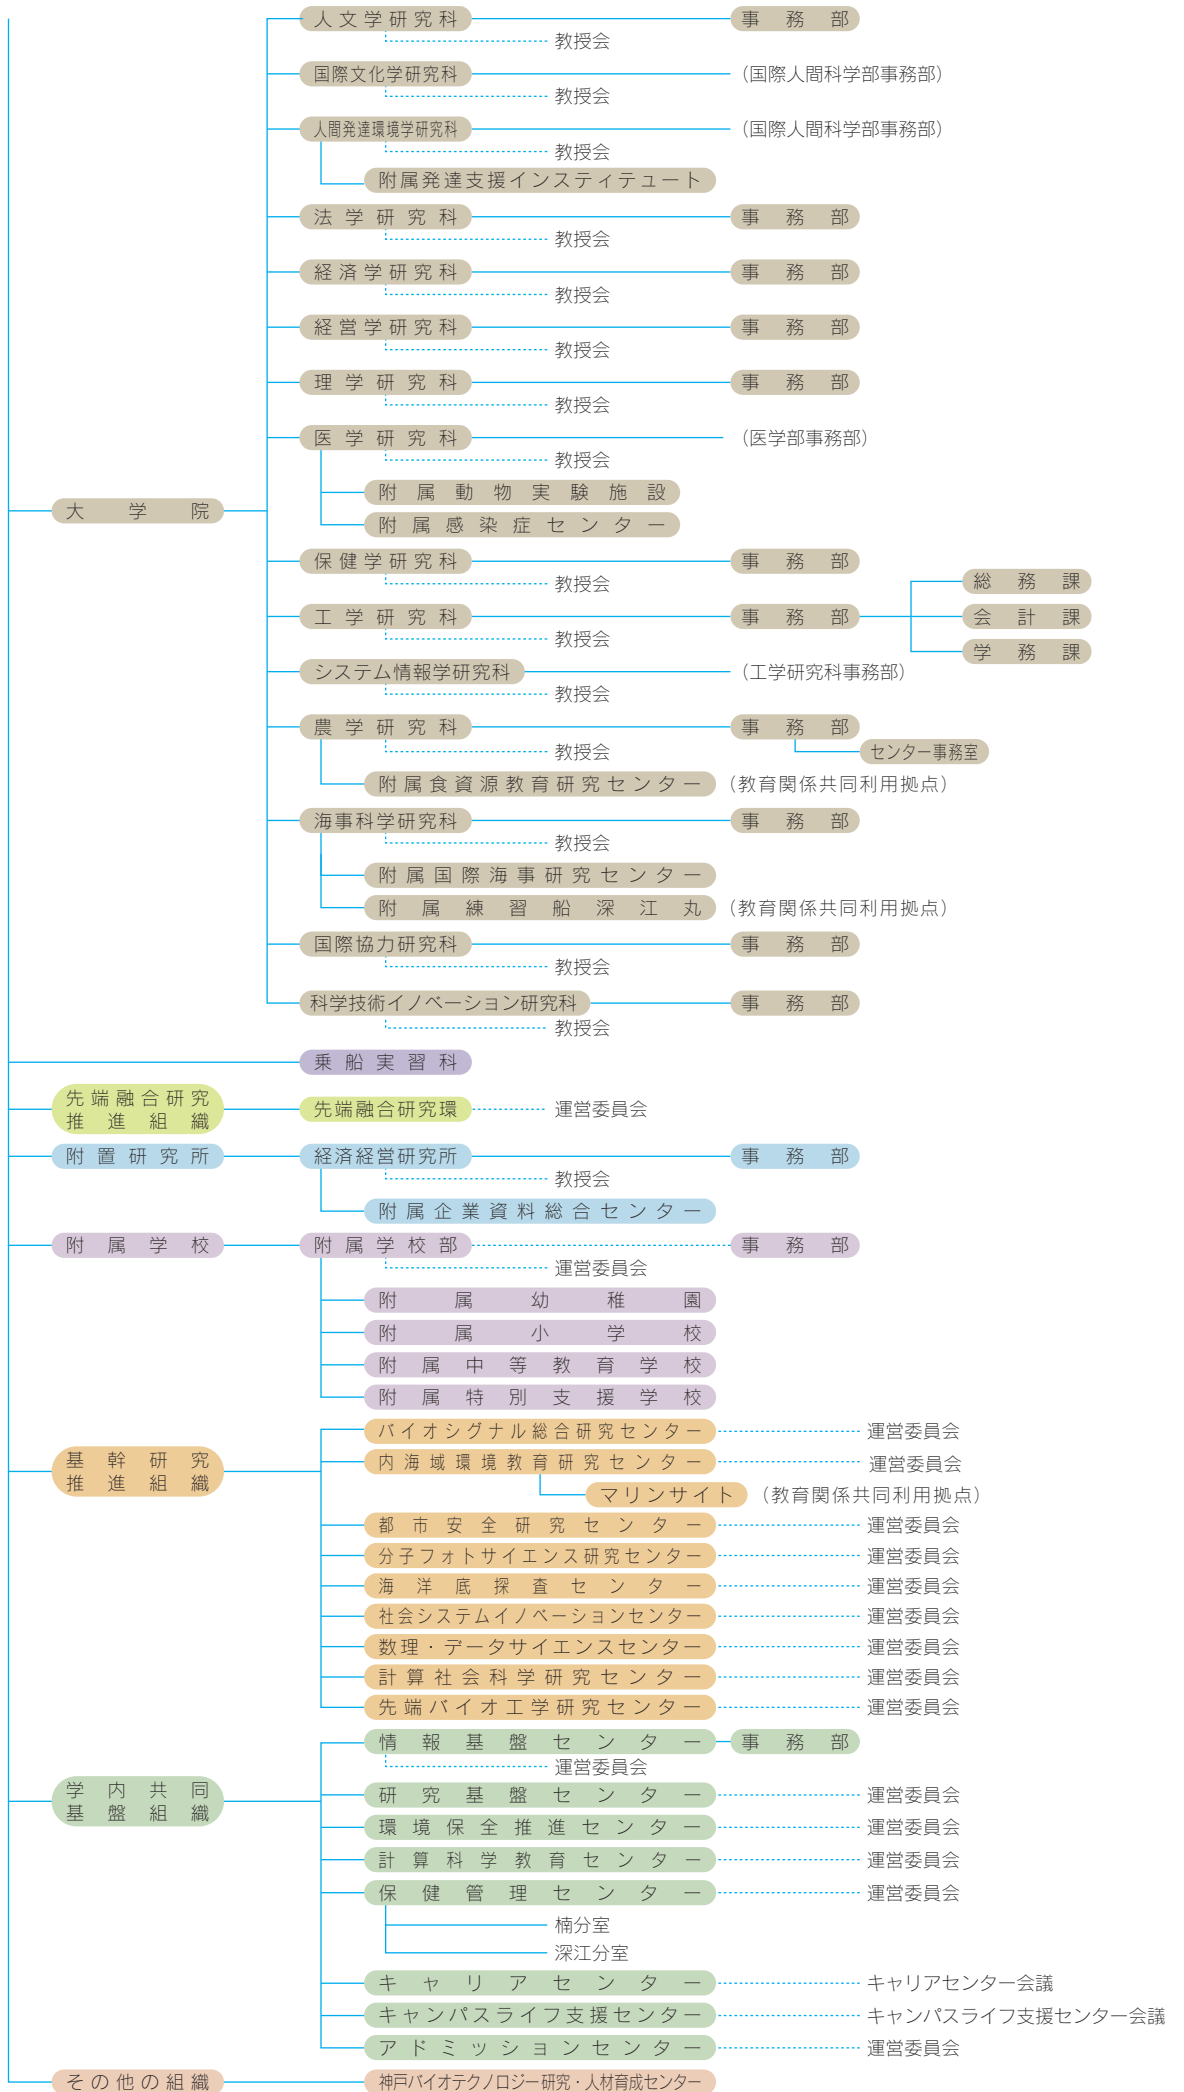 人文学研究科 事務部
教授会
国際文化学研究科 （国際人間科学部事務部）
教授会
人間発達環境学研究科 （国際人間科学部事務部）
教授会
附属発達支援インスティテュート
法学研究科 事務部
教授会
経済学研究科 事務部
教授会
経営学研究科 事務部
教授会
理学研究科 事務部
教授会
医学研究科 （医学部事務部）
教授会
附属動物実験施設
大学院
附属感染症センター
保健学研究科 事務部
総務課
教授会
工学研究科 事務部 会計課
教授会
学務課
システム情報学研究科 （工学研究科事務部）
教授会
農学研究科 事務部
教授会 センター事務室
附属食資源教育研究センター （教育関係共同利用拠点）
海事科学研究科 事務部
教授会
附属国際海事研究センター
附属練習船深江丸 （教育関係共同利用拠点）
国際協力研究科 事務部
教授会
科学技術イノベーション研究科 事務部
教授会
乗船実習科
先端融合研究
推進組織
先端融合研究環 運営委員会
附置研究所 経済経営研究所 事務部
教授会
附属企業資料総合センター
附属学校 附属学校部 事務部
運営委員会
附属幼稚園
附属小学校
附属中等教育学校
附属特別支援学校
基幹研究
推進組織
バイオシグナル総合研究センター 運営委員会
内海域環境教育研究センター 運営委員会
マリンサイト （教育関係共同利用拠点）
都市安全研究センター 運営委員会
分子フォトサイエンス研究センター 運営委員会
海洋底探査センター 運営委員会
社会システムイノベーションセンター 運営委員会
数理・データサイエンスセンター 運営委員会
計算社会科学研究センター 運営委員会
先端バイオ工学研究センター 運営委員会
学内共同
基盤組織
情報基盤センター 事務部
運営委員会
研究基盤センター 運営委員会
環境保全推進センター 運営委員会
計算科学教育センター 運営委員会
保健管理センター 運営委員会
楠分室
深江分室
キャリアセンター キャリアセンター会議
キャンパスライフ支援センター キャンパスライフ支援センター会議
アドミッションセンター 運営委員会
その他の組織 神戸バイオテクノロジー研究・人材育成センター